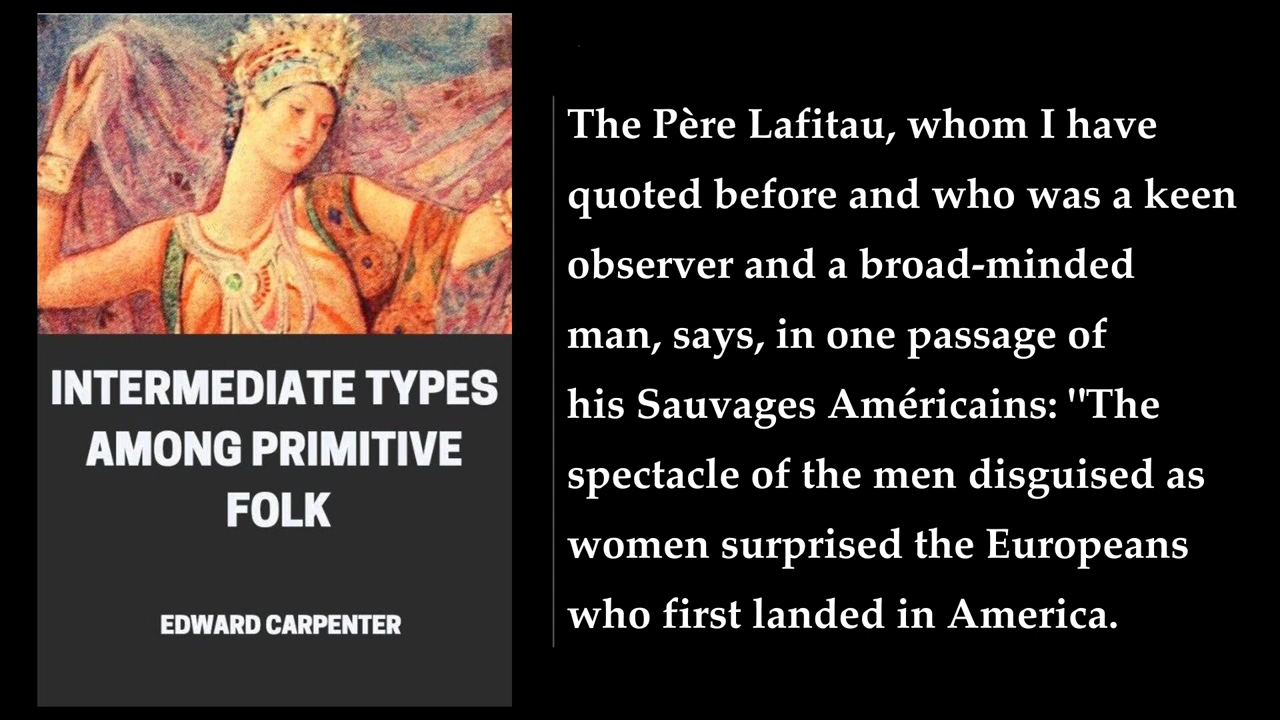 INTERMEDIATE TYPES
AMONG PRIMITIVE
FOLK
EDWARD CARPENTER
The Père Lafitau, whom I have
quoted before and who was a keen
observer and a broad-minded
man, says, in one passage of
his Sauvages Américains: "The
spectacle of the men disguised as
women surprised the Europeans
who first landed in America.